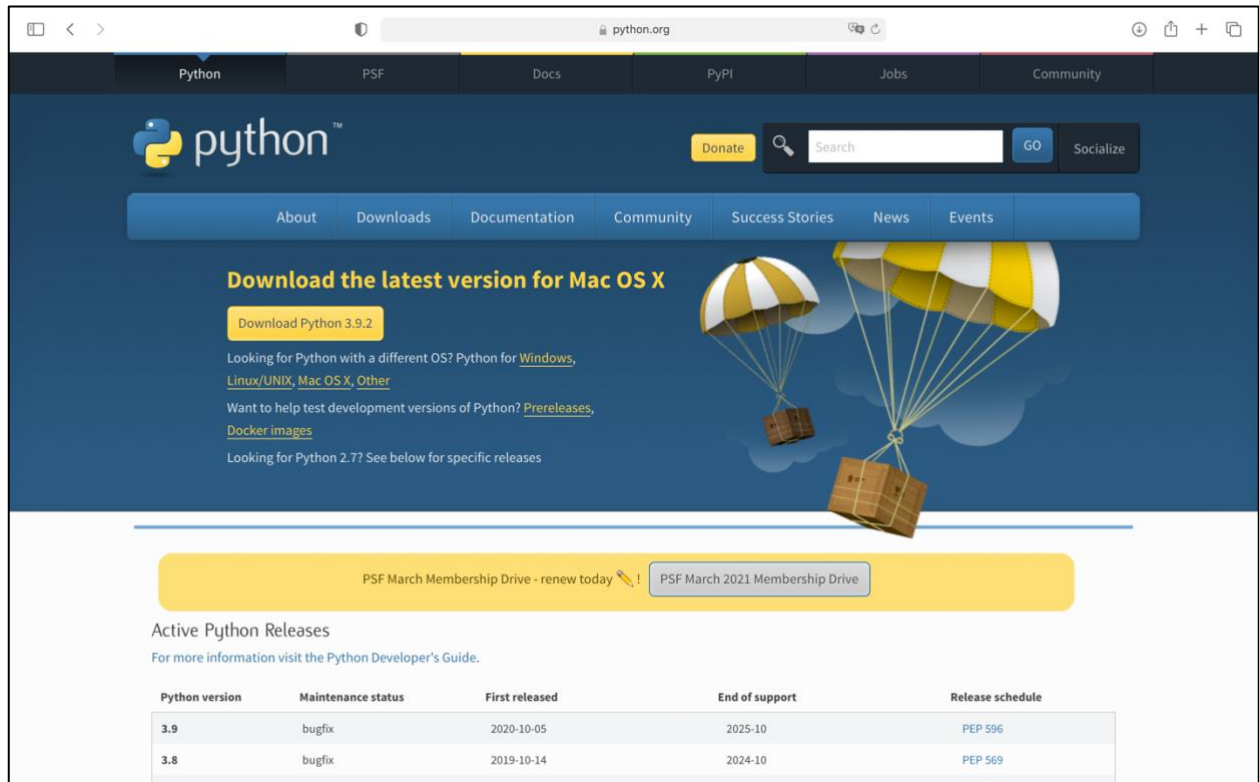 python.org
Python PSF Docs PyPI Jobs Community
python™
Donate Search GO Socialize
About Downloads Documentation Community Success Stories News Events
Download the latest version for Mac OS X
Download Python 3.9.2
Looking for Python with a different OS? Python for Windows,
Linux/UNIX, Mac OS X, Other
Want to help test development versions of Python? Prereleases,
Docker images
Looking for Python 2.7? See below for specific releases
PSF March Membership Drive - renew today ✏️! PSF March 2021 Membership Drive
Active Python Releases
For more information visit the Python Developer's Guide.
Python version Maintenance status First released End of support Release schedule
3.9 bugfix 2020-10-05 2025-10 PEP 596
3.8 bugfix 2019-10-14 2024-10 PEP 569